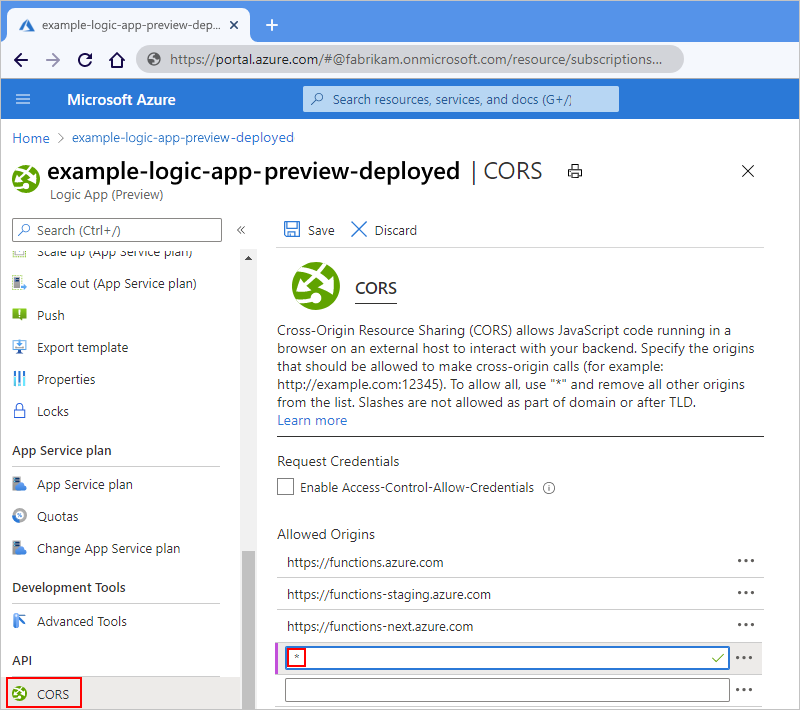 example-logic-app-preview-dep...
https://portal.azure.com/#@fabrikam.onmicrosoft.com/resource/subscriptions...
Microsoft Azure
Search resources, services, and docs (G+/)
Home > example-logic-app-preview-deployed
example-logic-app-preview-deployed | CORS
Logic App (Preview)
Search (Ctrl+/)
«
Scale up (App Service plan)
Scale out (App Service plan)
Push
Export template
Properties
Locks
App Service plan
App Service plan
Quotas
Change App Service plan
Development Tools
Advanced Tools
API
CORS
Save
Discard
CORS
Cross-Origin Resource Sharing (CORS) allows JavaScript code running in a
browser on an external host to interact with your backend. Specify the origins
that should be allowed to make cross-origin calls (for example:
http://example.com:12345). To allow all, use "*" and remove all other origins
from the list. Slashes are not allowed as part of domain or after TLD.
Learn more
Request Credentials
Enable Access-Control-Allow-Credentials
Allowed Origins
https://functions.azure.com
https://functions-staging.azure.com
https://functions-next.azure.com
*